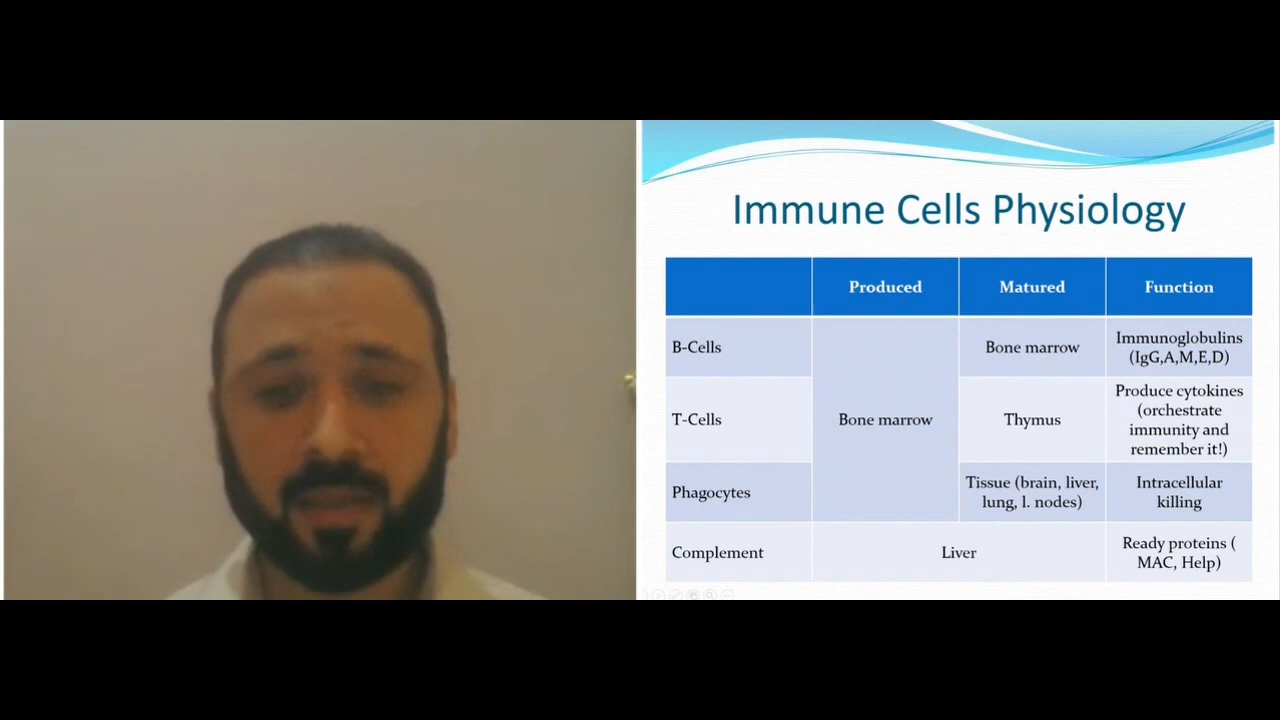 Immune Cells Physiology
Produced
Matured
Function
B-Cells
Bone marrow
Immunoglobulins
(IgG,A,M,E,D)
T-Cells
Bone marrow
Thymus
Produce cytokines
(orchestrate
immunity and
remember it!)
Phagocytes
Tissue (brain, liver,
lung, l. nodes)
Intracellular
killing
Complement
Liver
Ready proteins (
MAC, Help)